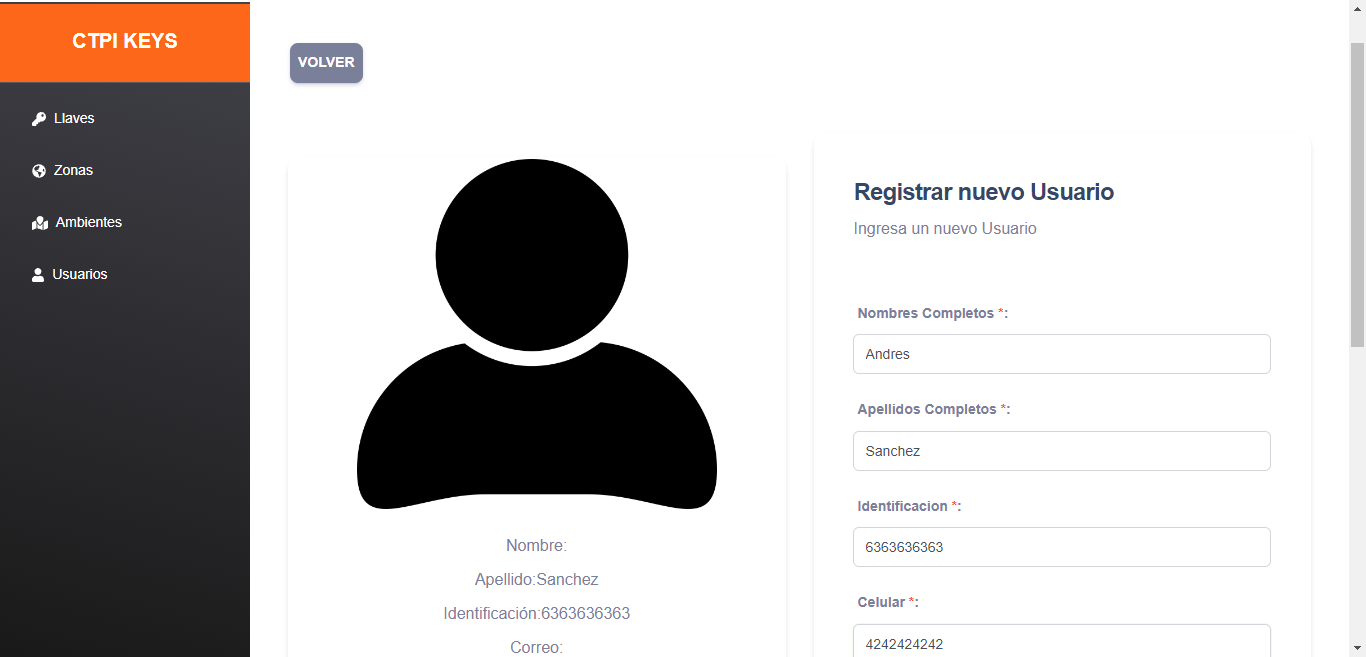 CTPI KEYS
Llaves
Zonas
Ambientes
Usuarios
VOLVER
Nombre:
Apellido:Sanchez
Identificación:6363636363
Correo:
Registrar nuevo Usuario
Ingresa un nuevo Usuario
Nombres Completos *:
Andres
Apellidos Completos *:
Sanchez
Identificacion *:
6363636363
Celular *:
4242424242